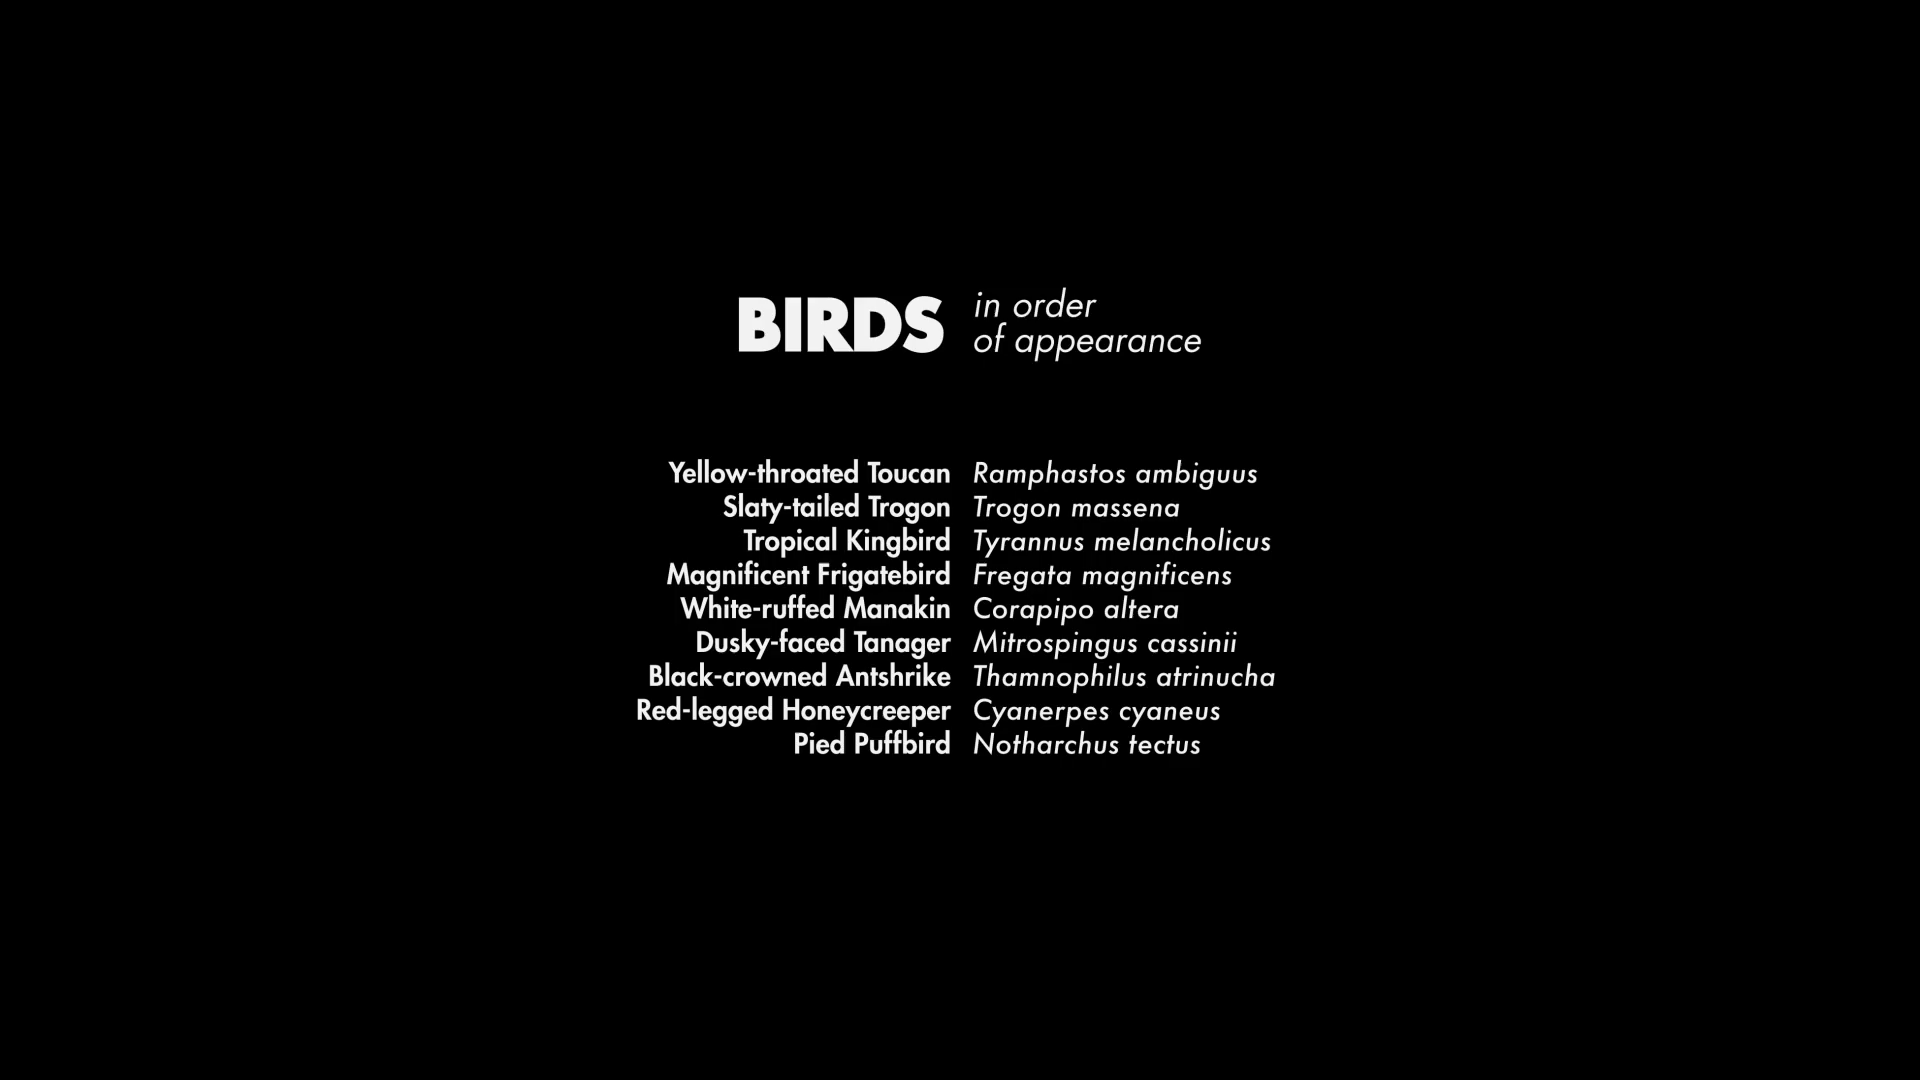 BIRDS in order
of appearance
Yellow-throated Toucan Ramphastos ambiguus
Slaty-tailed Trogon Trogon massena
Tropical Kingbird Tyrannus melancholicus
Magnificent Frigatebird Fregata magnificens
White-ruffed Manakin Corapipo altera
Dusky-faced Tanager Mitrospingus cassinii
Black-crowned Antshrike Thamnophilus atrinucha
Red-legged Honeycreeper Cyanerpes cyaneus
Pied Puffbird Notharchus tectus